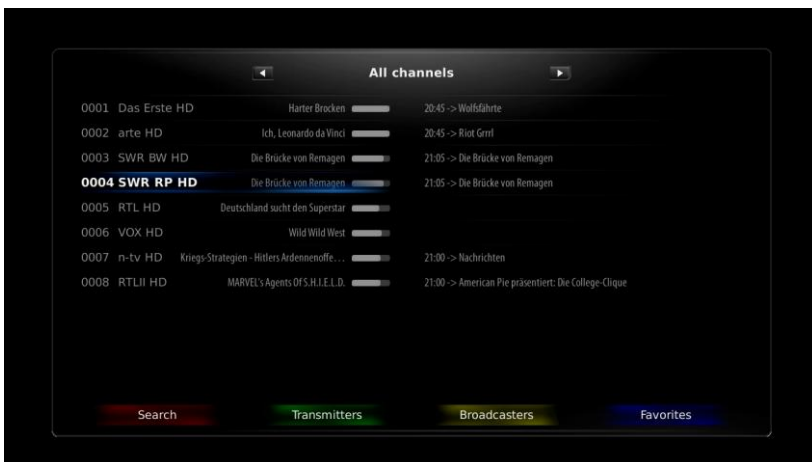 All channels
0001 Das Erste HD Harter Brocken 20:45 -> Wolfsfährte
0002 arte HD Ich, Leonardo da Vinci 20:45 -> Riot Grrrl
0003 SWR BW HD Die Brücke von Remagen 21:05 -> Die Brücke von Remagen
0004 SWR RP HD Die Brücke von Remagen 21:05 -> Die Brücke von Remagen
0005 RTL HD Deutschland sucht den Superstar
0006 VOX HD Wild Wild West
0007 n-tv HD Kriegs-Strategien - Hitlers Ardennenoffe... 21:00 -> Nachrichten
0008 RTLII HD MARVEL's Agents Of S.H.I.E.L.D. 21:00 -> American Pie präsentiert: Die College-Clique
Search Transmitters Broadcasters Favorites